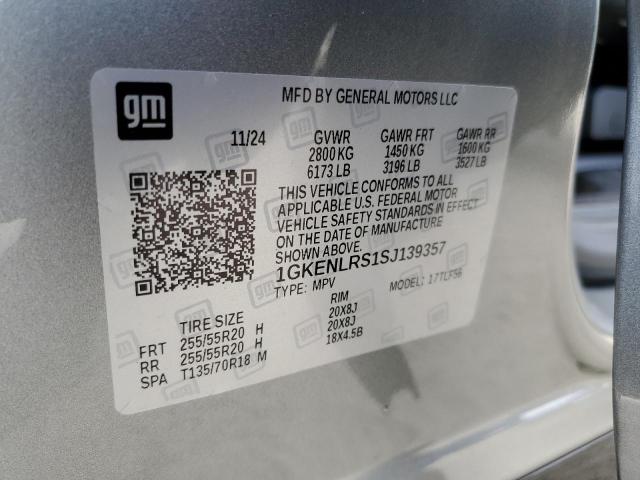 gm
MFD BY GENERAL MOTORS LLC
11/24 GVWR GAWR FRT GAWR RR
2800 KG 1450 KG 1600 KG
6173 LB 3196 LB 3527 LB
THIS VEHICLE CONFORMS TO ALL
APPLICABLE U.S. FEDERAL MOTOR
VEHICLE SAFETY STANDARDS IN EFFECT
ON THE DATE OF MANUFACTURE
SHOWN ABOVE.
1GKENLRS1SJ139357
TYPE: MPV MODEL: 17TLF56
TIRE SIZE RIM
FRT 255/55R20 H 20X8J
RR 255/55R20 H 20X8J
SPA T135/70R18 M 18X4.5B